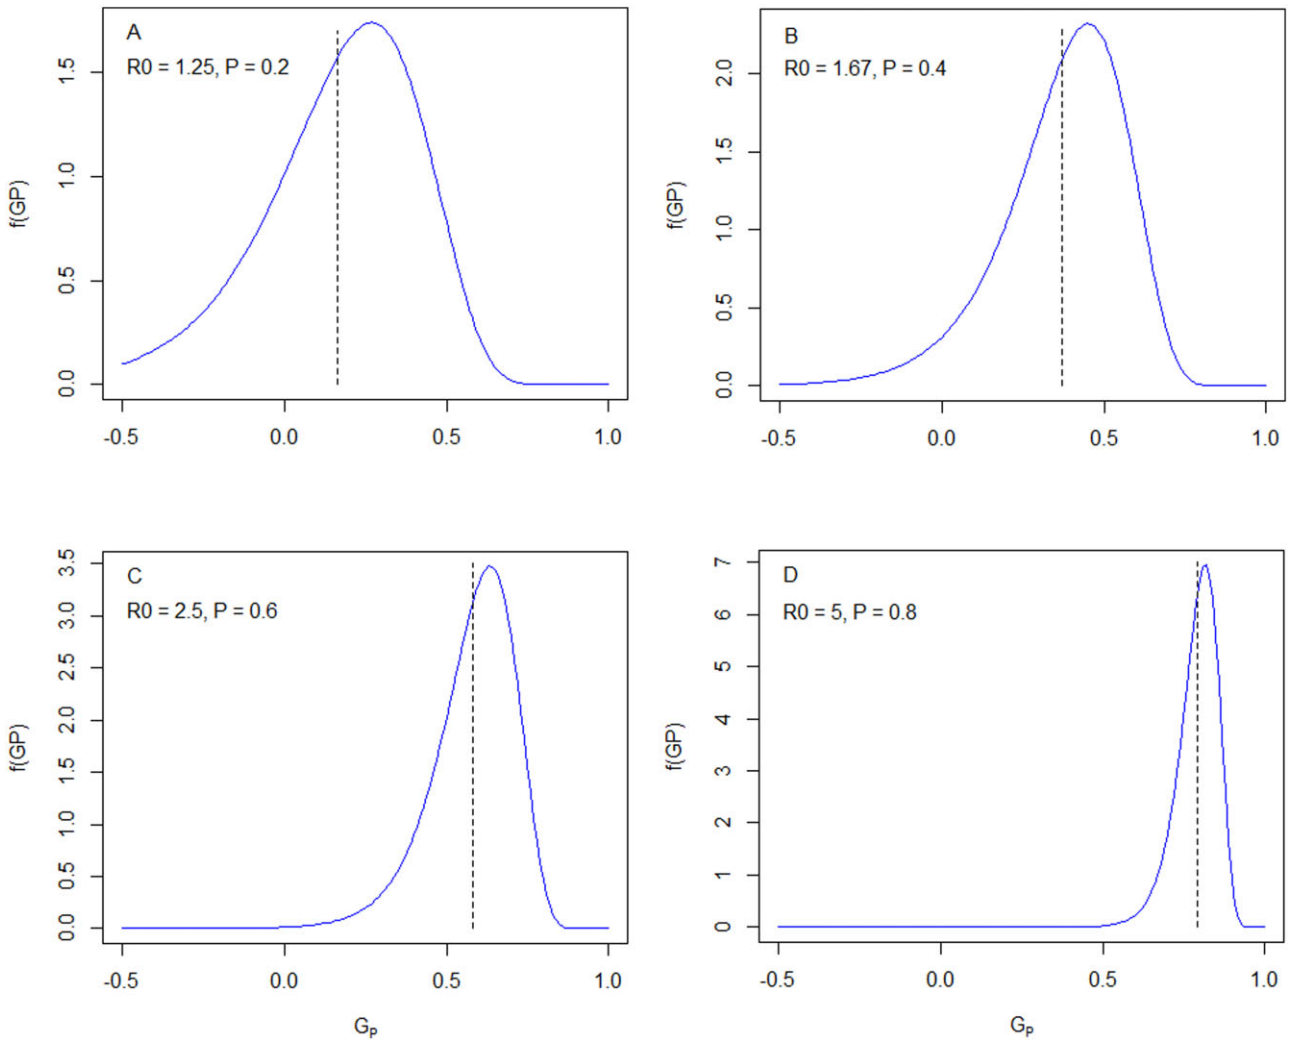 A
R0 = 1.25, P = 0.2
f(GP)
0.0
0.5
1.0
1.5
-0.5
0.0
0.5
1.0
B
R0 = 1.67, P = 0.4
f(GP)
0.0
0.5
1.0
1.5
2.0
-0.5
0.0
0.5
1.0
C
R0 = 2.5, P = 0.6
f(GP)
0.0
0.5
1.0
1.5
2.0
2.5
3.0
3.5
-0.5
0.0
0.5
1.0
GP
D
R0 = 5, P = 0.8
f(GP)
0
1
2
3
4
5
6
7
-0.5
0.0
0.5
1.0
GP